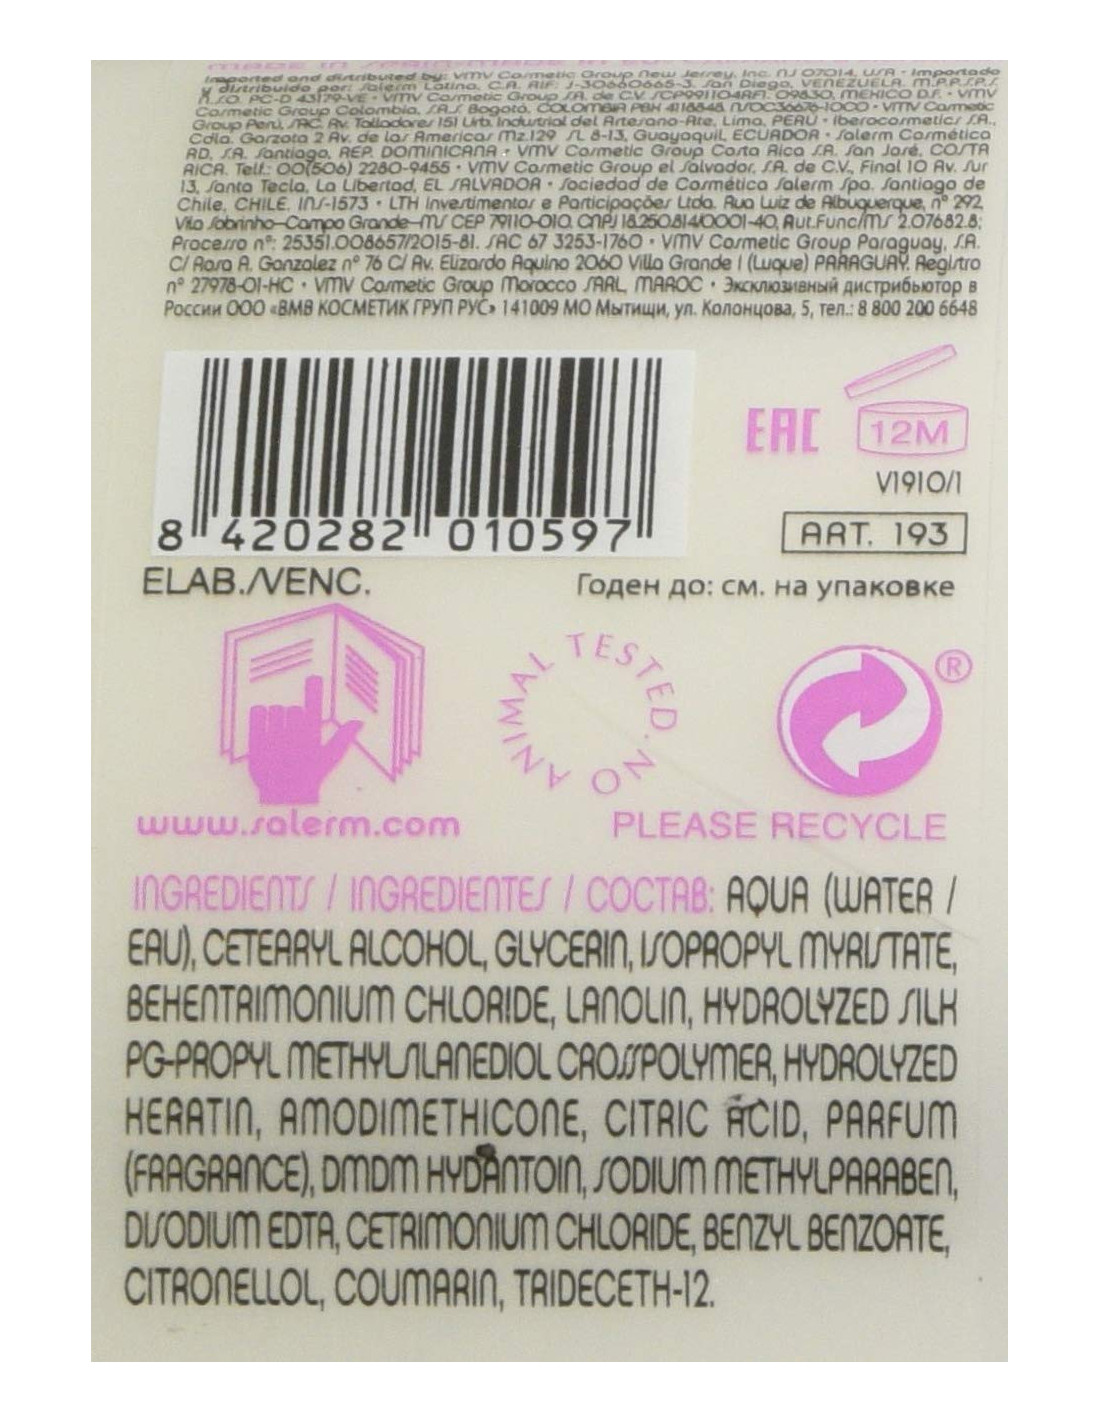 MADE IN SPAIN/MADE IN EU
Imported and distributed by: VMV Cosmetic Group New Jersey, Inc. NJ 07014, USA • Importado
y distribuido por: Salerm Latina, C.A. RIF: J-30660665-3. San Diego, VENEZUELA. M.P.P.S.P.S.
N.S.O. PC-D 43179-VE • VMV Cosmetic Group S.A. de C.V. SCP991104RF1. 09830, MEXICO D.F. • VMV
Cosmetic Group Colombia, S.A.S Bogotá, COLOMBIA PBX 4118848 NSOC36676-10CO • VMV Cosmetic
Group Perú, SAC. Av. Talladores 151 Urb. Industrial del Artesano-Ate, Lima, PERU • Iberocosmetics S.A.,
Cdla. Garzota 2 Av. de las Americas Mz.129 SL 8-13, Guayaquil, ECUADOR • Salerm Cosmética
RD, S.A. Santiago, REP. DOMINICANA • VMV Cosmetic Group Costa Rica S.A. San José, COSTA
RICA. Telf.: 00(506) 2280-9455 • VMV Cosmetic Group el Salvador, S.A. de C.V., Final 10 Av. Sur
13, Santa Tecla, La Libertad, EL SALVADOR • Sociedad de Cosmética Salerm Spa. Santiago de
Chile, CHILE. INS-1573 • LTH Investimentos e Participações Ltda. Rua Luiz de Albuquerque, nº 292,
Vila Sobrinho–Campo Grande–MS CEP 79110-010. CNPJ 18.250.814/0001-40, Aut.Func/MS 2.07682.8;
Processo nº: 25351.008657/2015-81. SAC 67 3253-1760 • VMV Cosmetic Group Paraguay, S.A.
C/ Rosa A. Gonzalez nº 76 C/ Av. Elizardo Aquino 2060 Villa Grande I (Luque) PARAGUAY. Registro
nº 27978-01-HC • VMV Cosmetic Group Morocco SARL, MAROC • Эксклюзивный дистрибьютор в
России ООО «ВМВ КОСМЕТИК ГРУП РУС» 141009 МО Мытищи, ул. Колонцова, 5, тел.: 8 800 200 6648
EAC 12M
V1910/1
ART. 193
8 420282 010597
ELAB./VENC.
Годен до: см. на упаковке
NO ANIMAL TESTED.
®
www.salerm.com
PLEASE RECYCLE
INGREDIENTS / INGREDIENTES / СОСТАВ: AQUA (WATER /
EAU), CETEARYL ALCOHOL, GLYCERIN, ISOPROPYL MYRISTATE,
BEHENTRIMONIUM CHLORIDE, LANOLIN, HYDROLYZED SILK
PG-PROPYL METHYLSILANEDIOL CROSSPOLYMER, HYDROLYZED
KERATIN, AMODIMETHICONE, CITRIC ACID, PARFUM
(FRAGRANCE), DMDM HYDANTOIN, SODIUM METHYLPARABEN,
DISODIUM EDTA, CETRIMONIUM CHLORIDE, BENZYL BENZOATE,
CITRONELLOL, COUMARIN, TRIDECETH-12.